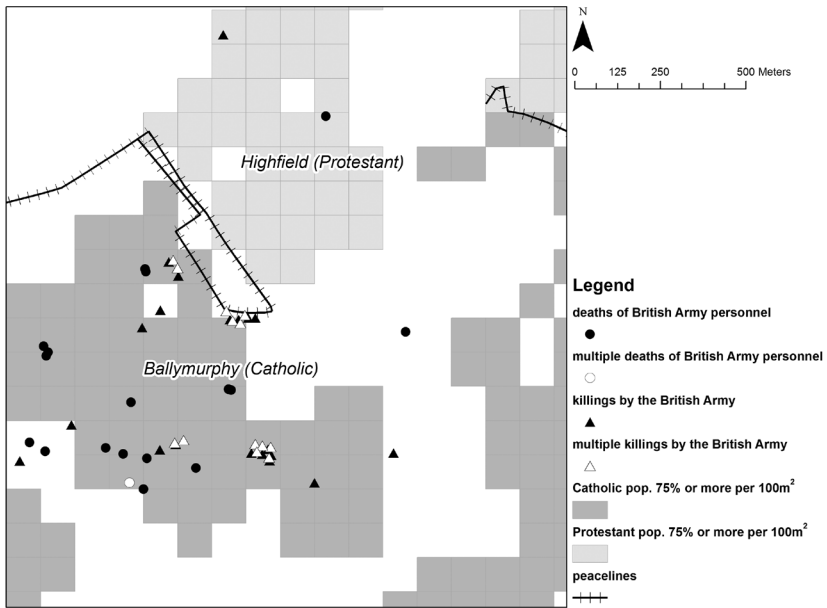 N
0 125 250 500 Meters
Highfield (Protestant)
Ballymurphy (Catholic)
Legend
deaths of British Army personnel
multiple deaths of British Army personnel
killings by the British Army
multiple killings by the British Army
Catholic pop. 75% or more per 100m²
Protestant pop. 75% or more per 100m²
peacelines